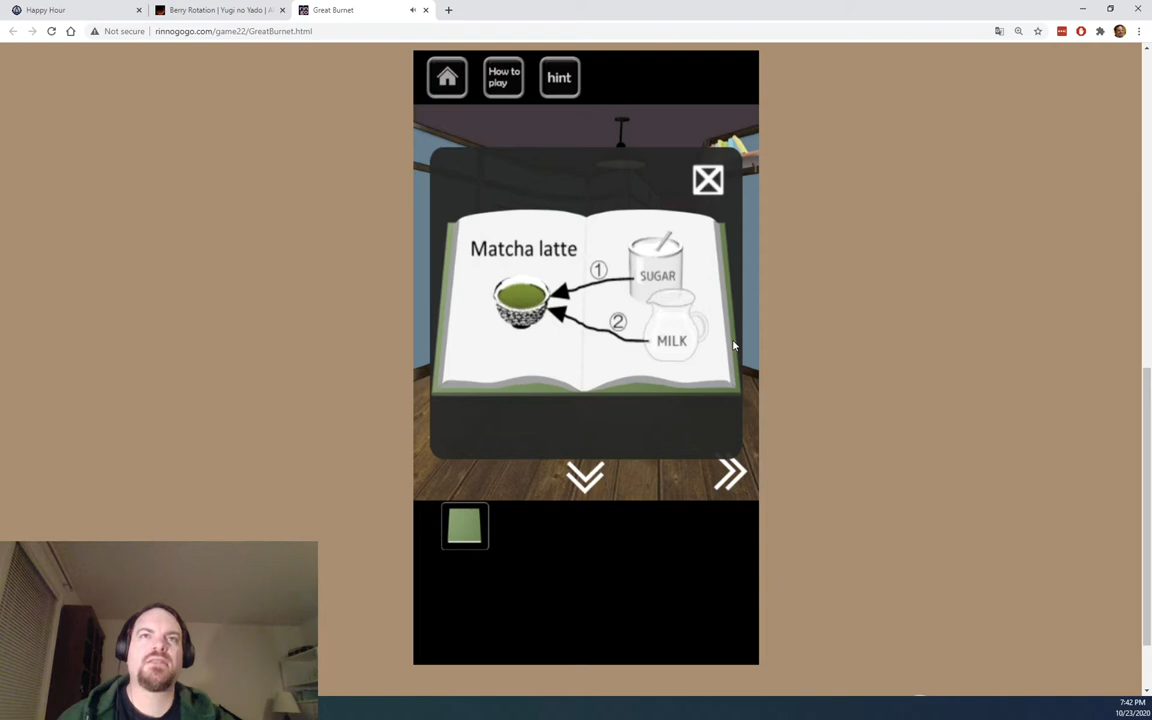 Happy Hour
Berry Rotation | Yugi no Yado | A
Great Burnet
Not secure | rinnogogo.com/game22/GreatBurnet.html
How to
play
hint
Matcha latte
①
SUGAR
②
MILK
7:42 PM
10/23/2020